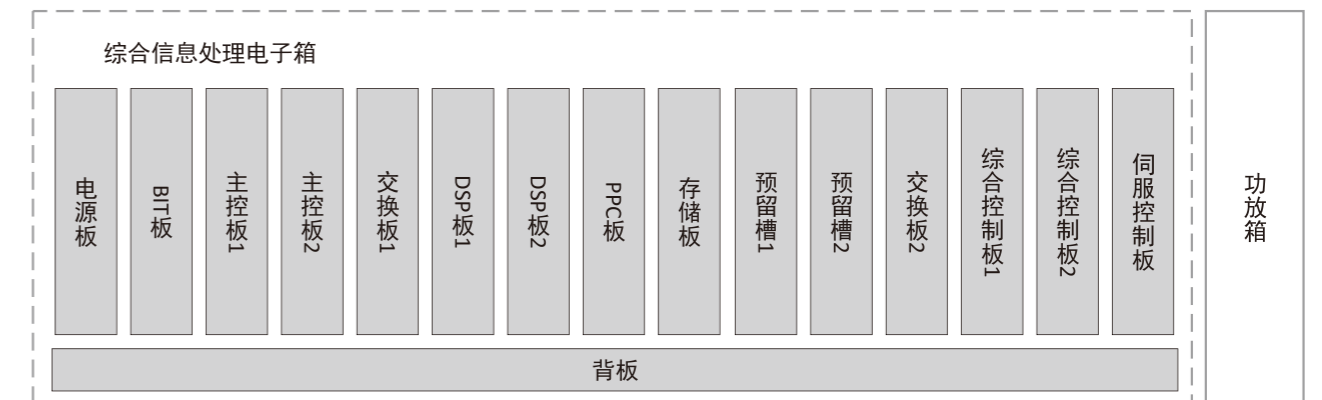 综合信息处理电子箱
电源板
BIT板
主控板1
主控板2
交换板1
DSP板1
DSP板2
PPC板
存储板
预留槽1
预留槽2
交换板2
综合控制板1
综合控制板2
伺服控制板
功放箱
背板